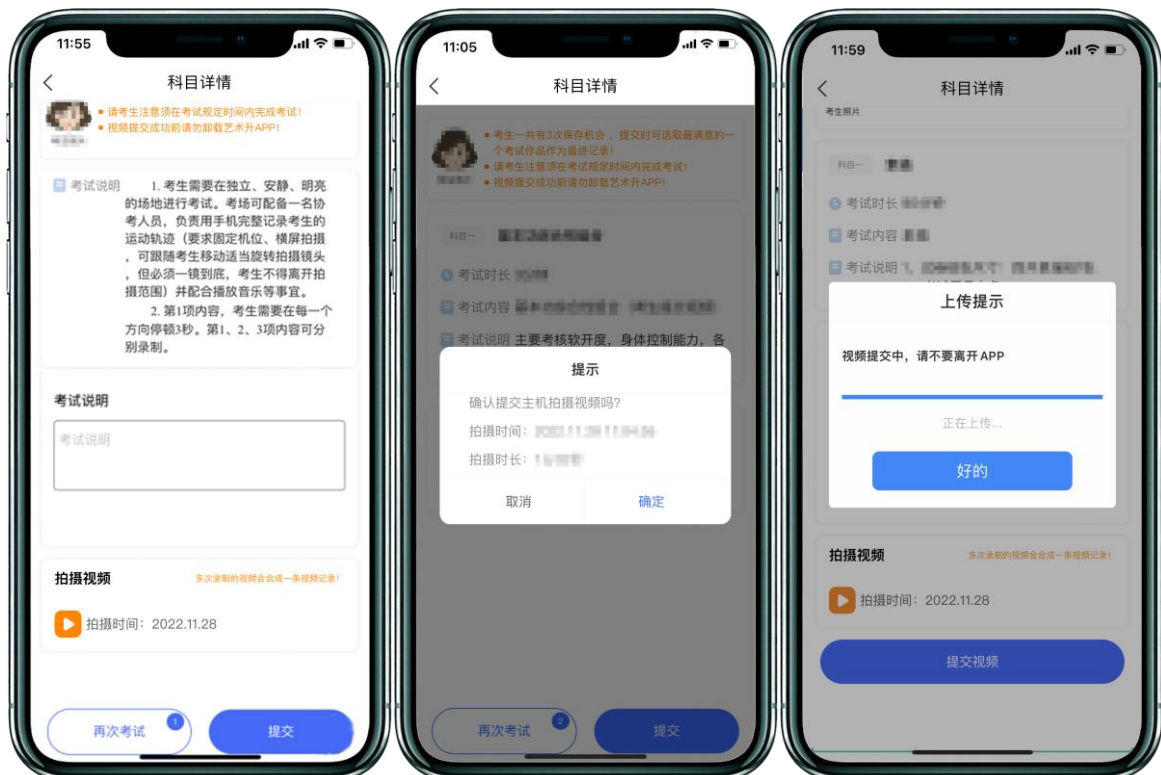 11:55
科目详情
• 请考生注意须在考试规定时间内完成考试!
• 视频提交成功前请勿卸载艺术升APP!
考试说明 1. 考生需要在独立、安静、明亮
的场地进行考试。考场可配备一名协
考人员，负责用手机完整记录考生的
运动轨迹（要求固定机位、横屏拍摄
，可跟随考生移动适当旋转拍摄镜头
，但必须一镜到底，考生不得离开拍
摄范围）并配合播放音乐等事宜。
2. 第1项内容，考生需要在每一个
方向停顿3秒。第1、2、3项内容可分
别录制。
考试说明
考试说明
拍摄视频 多次录制的视频会合成一条视频记录!
拍摄时间：2022.11.28
再次考试 1 提交
11:05
科目详情
• 考生一共有3次保存机会，提交时可选取最满意的一
个考试作品作为最终记录!
• 请考生注意须在考试规定时间内完成考试!
• 视频提交成功前请勿卸载艺术升APP!
科目一
考试时长
考试内容
考试说明 主要考核软开度，身体控制能力，各
提示
确认提交主机拍摄视频吗?
拍摄时间：
拍摄时长：
取消 确定
再次考试 2 提交
11:59
科目详情
考生照片
科目一
考试时长
考试内容
考试说明
上传提示
视频提交中，请不要离开APP
正在上传...
好的
拍摄视频 多次录制的视频会合成一条视频记录!
拍摄时间：2022.11.28
提交视频